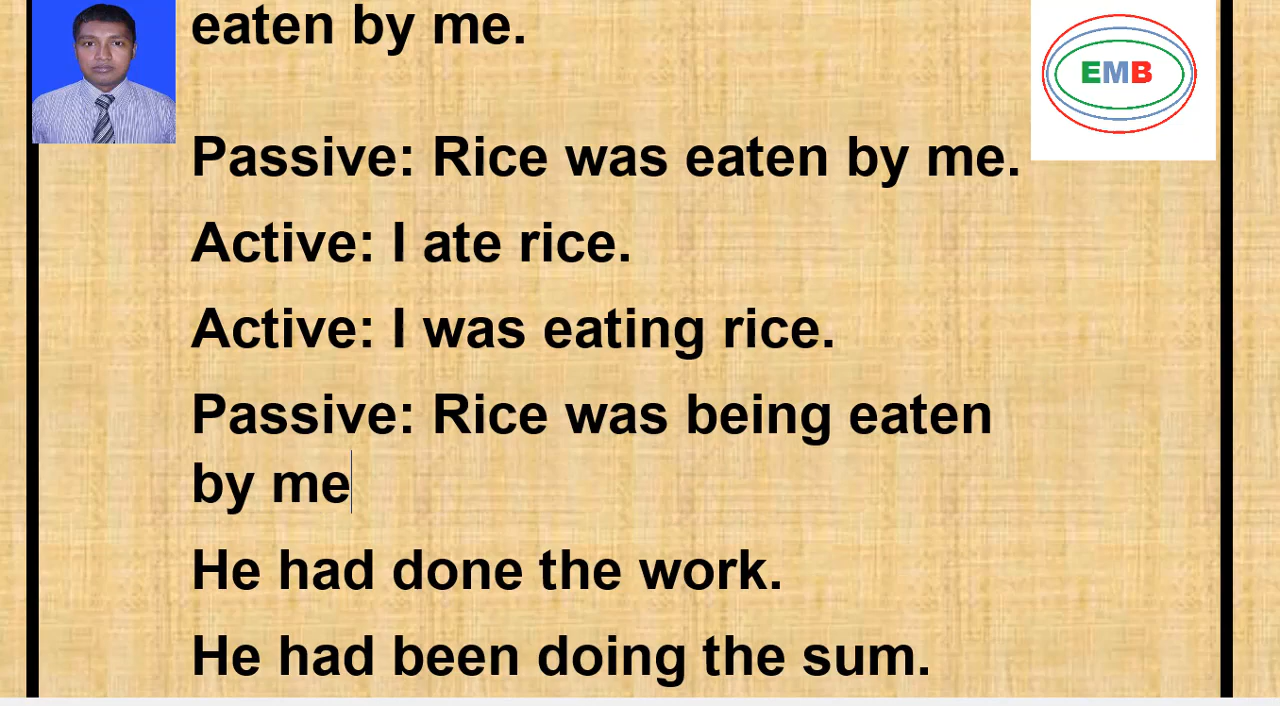 eaten by me.
EMB
Passive: Rice was eaten by me.
Active: I ate rice.
Active: I was eating rice.
Passive: Rice was being eaten
by me
He had done the work.
He had been doing the sum.